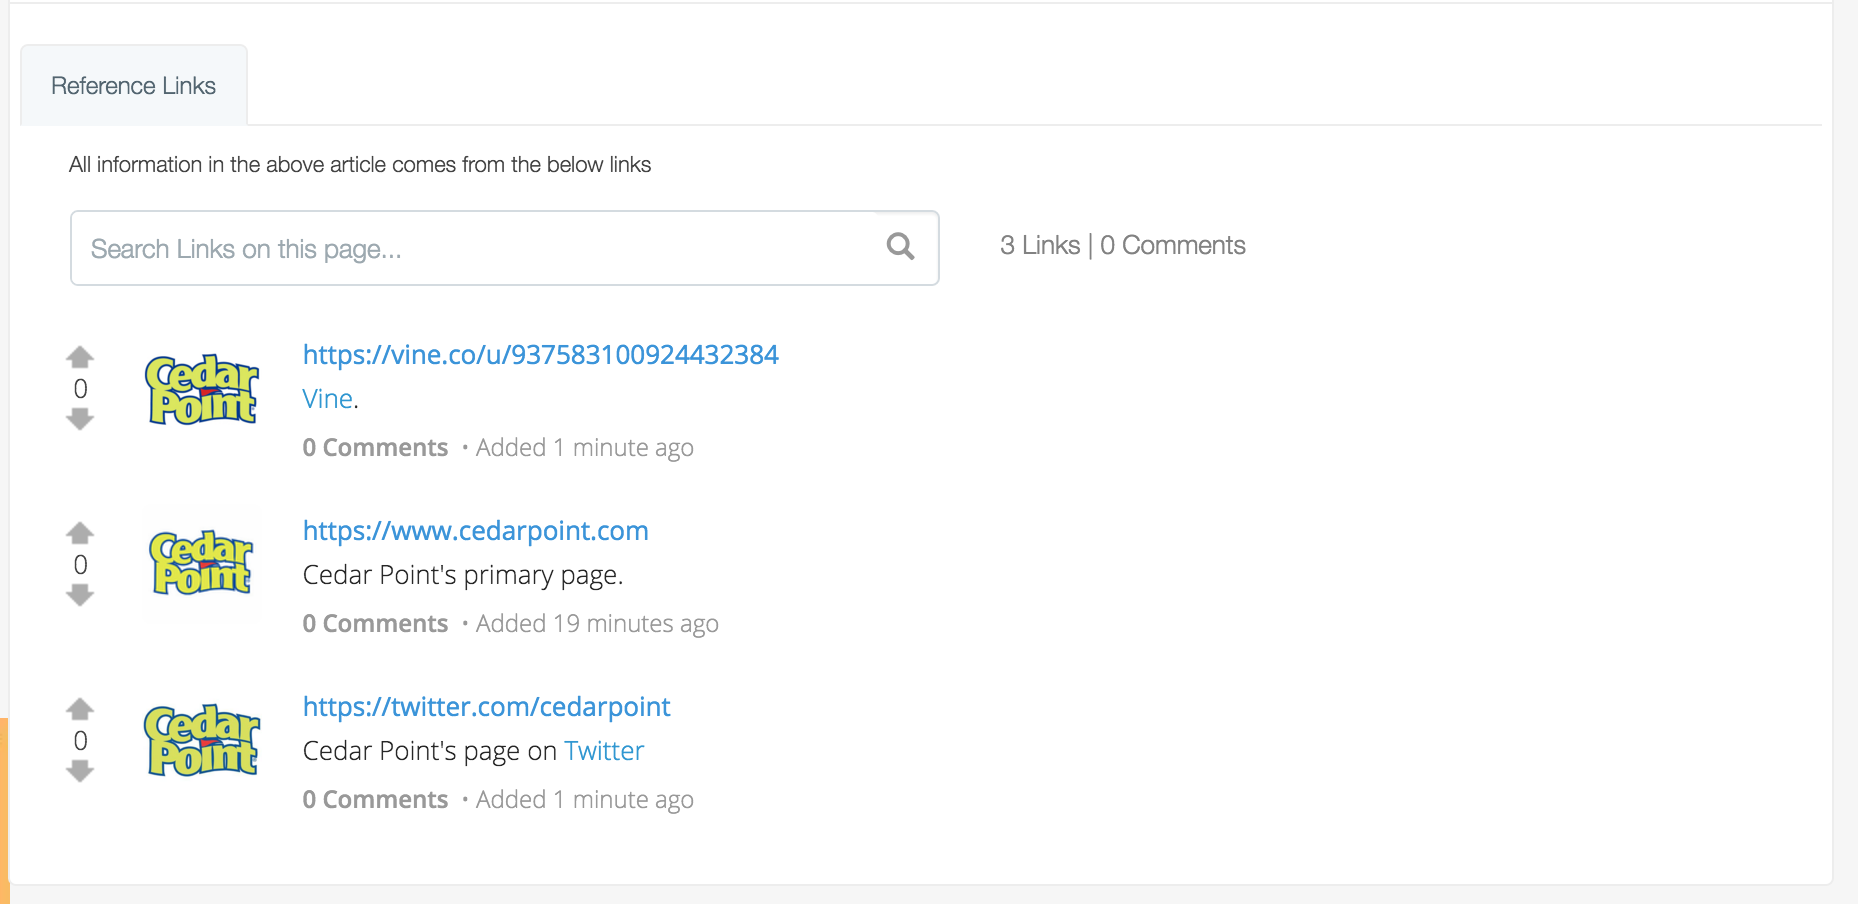 Reference Links
All information in the above article comes from the below links
Search Links on this page...
3 Links | 0 Comments
0
Cedar
Point
https://vine.co/u/937583100924432384
Vine.
0 Comments • Added 1 minute ago
0
Cedar
Point
https://www.cedarpoint.com
Cedar Point's primary page.
0 Comments • Added 19 minutes ago
0
Cedar
Point
https://twitter.com/cedarpoint
Cedar Point's page on Twitter
0 Comments • Added 1 minute ago